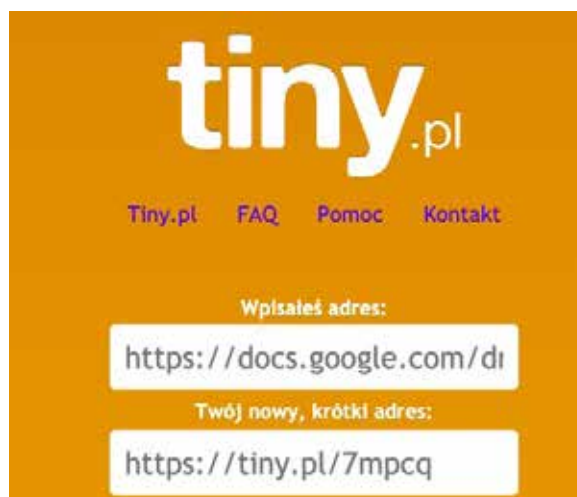 tiny.pl
Tiny.pl FAQ Pomoc Kontakt
Wpisałeś adres:
https://docs.google.com/dr
Twój nowy, krótki adres:
https://tiny.pl/7mpcq